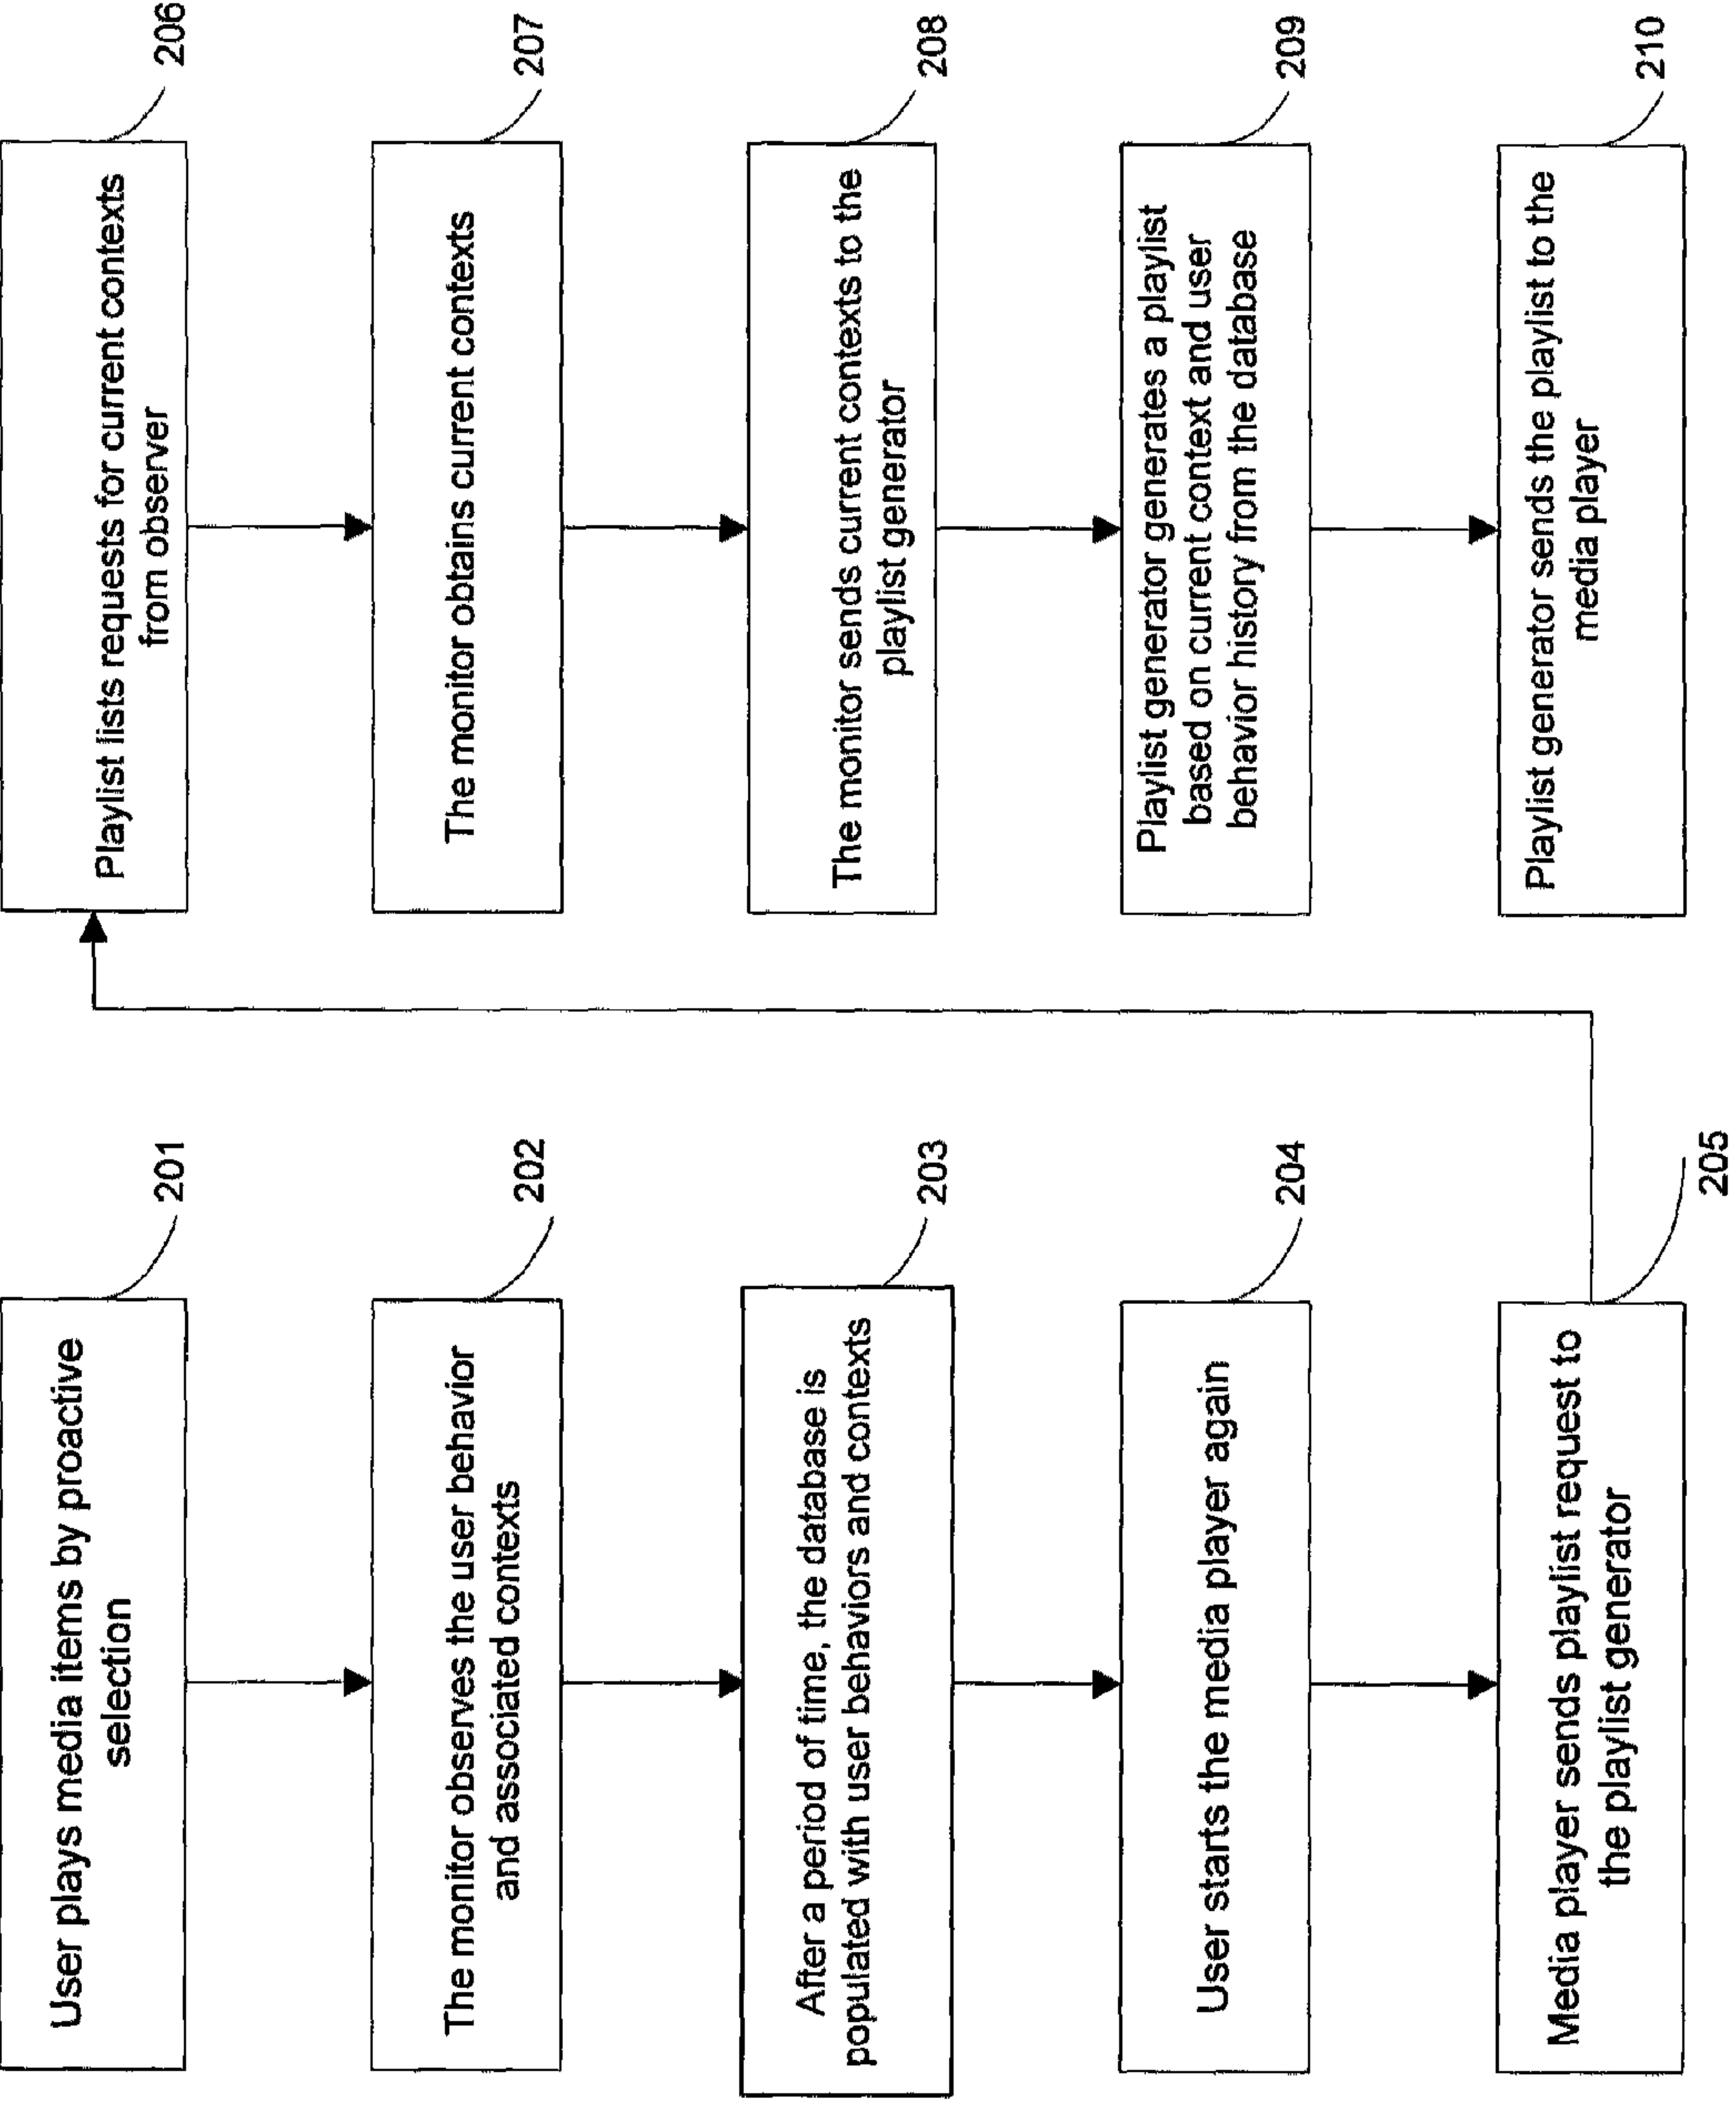 User plays media items by proactive
selection
201
The monitor observes the user behavior
and associated contexts
202
After a period of time, the database is
populated with user behaviors and contexts
203
User starts the media player again
204
Media player sends playlist request to
the playlist generator
205
Playlist lists requests for current contexts
from observer
206
The monitor obtains current contexts
207
The monitor sends current contexts to the
playlist generator
208
Playlist generator generates a playlist
based on current context and user
behavior history from the database
209
Playlist generator sends the playlist to the
media player
210